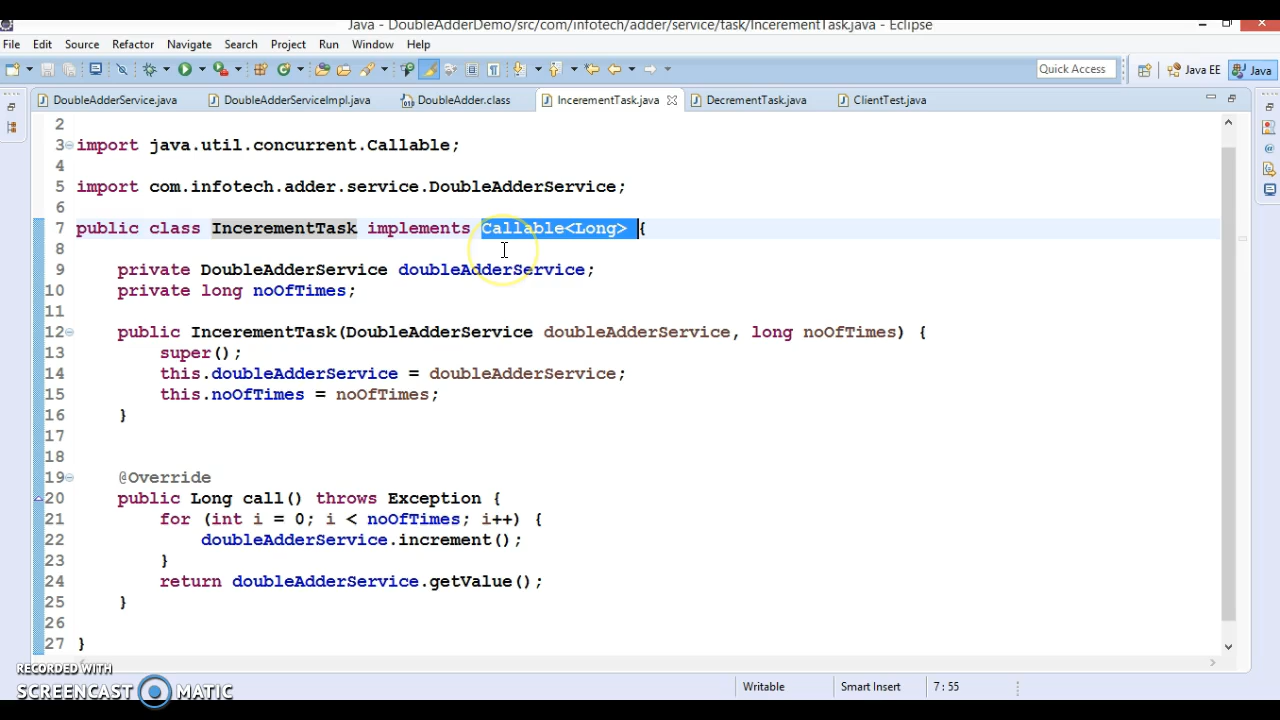 Java - DoubleAdderDemo/src/com/infotech/adder/service/task/IncerementTask.java - Eclipse
File Edit Source Refactor Navigate Search Project Run Window Help
Quick Access Java EE Java
DoubleAdderService.java DoubleAdderServiceImpl.java DoubleAdder.class IncerementTask.java DecrementTask.java ClientTest.java
2
3 import java.util.concurrent.Callable;
4
5 import com.infotech.adder.service.DoubleAdderService;
6
7 public class IncerementTask implements Callable<Long> {
8
9 private DoubleAdderService doubleAdderService;
10 private long noOfTimes;
11
12 public IncerementTask(DoubleAdderService doubleAdderService, long noOfTimes) {
13 super();
14 this.doubleAdderService = doubleAdderService;
15 this.noOfTimes = noOfTimes;
16 }
17
18
19 @Override
20 public Long call() throws Exception {
21 for (int i = 0; i < noOfTimes; i++) {
22 doubleAdderService.increment();
23 }
24 return doubleAdderService.getValue();
25 }
26
27 }
RECORDED WITH
SCREENCAST MATIC
Writable Smart Insert 7 : 55